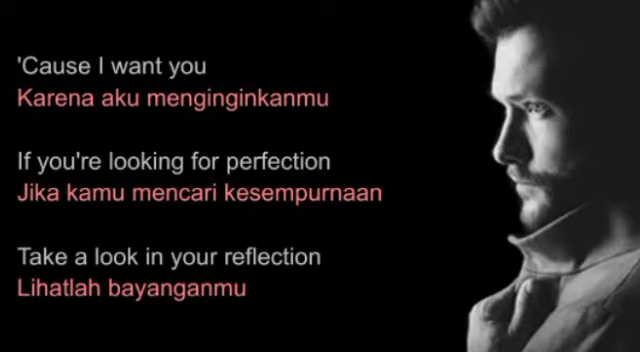 'Cause I want you
Karena aku menginginkanmu
If you're looking for perfection
Jika kamu mencari kesempurnaan
Take a look in your reflection
Lihatlah bayanganmu